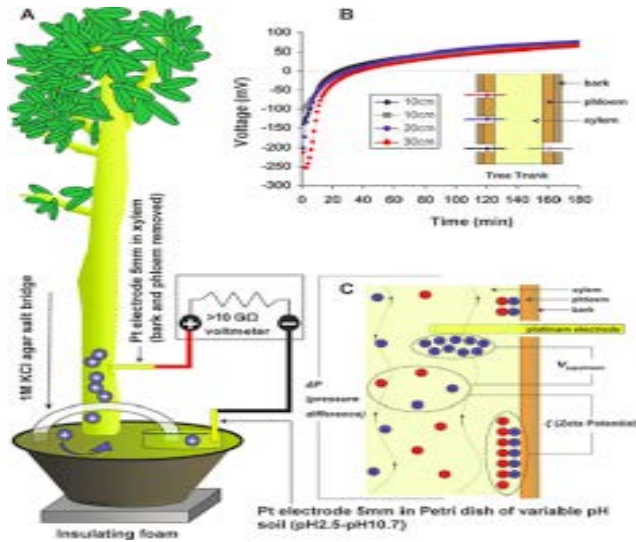 A
B
100
50
0
-50
-100
-150
-200
-250
-300
Voltage (mV)
0 20 40 60 80 100 120 140 160 180
Time (min)
10cm
10cm
20cm
30cm
bark
phloem
xylem
Tree Trunk
1M KCl agar salt bridge
Pt electrode 5mm in xylem
(bark and phloem removed)
>10 GΩ
voltmeter
C
xylem
phloem
bark
platinum electrode
ΔP
(pressure
difference)
ζ (Zeta Potential)
Pt electrode 5mm in Petri dish of variable pH
soil (pH2.5-pH10.7)
Insulating foam